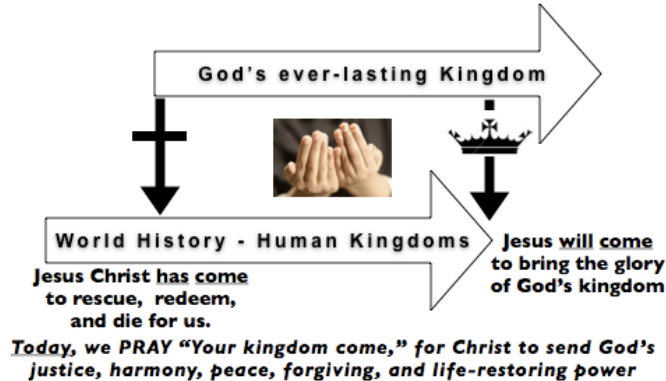 God's ever-lasting Kingdom
World History - Human Kingdoms
Jesus Christ has come
to rescue, redeem,
and die for us.
Jesus will come
to bring the glory
of God's kingdom
Today, we PRAY “Your kingdom come,” for Christ to send God's
justice, harmony, peace, forgiving, and life-restoring power